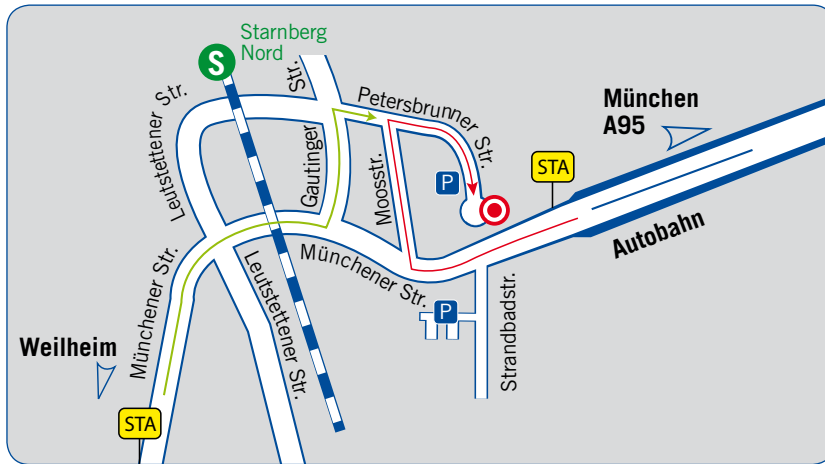 Starnberg
Nord
S
Str.
Leutstettener Str.
Petersbrunner Str.
München
A95
Gautinger
Moosstr.
P
STA
Autobahn
Münchener Str.
Münchener Str.
Leutstettener Str.
P
Strandbadstr.
Weilheim
STA